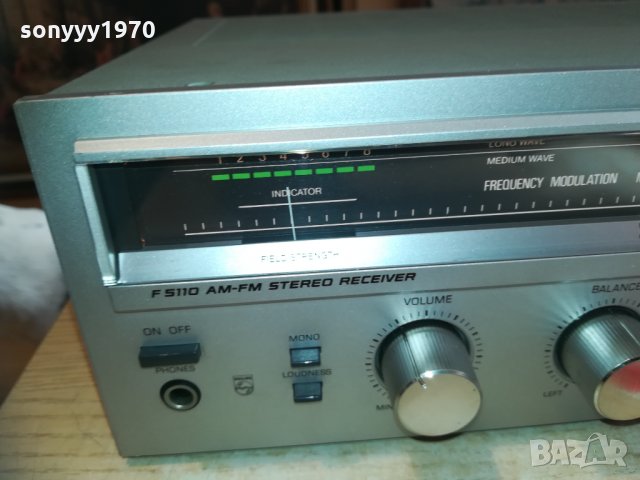 sonyyy1970
LONG WAVE
1 2 3 4 5 6 7 8
MEDIUM WAVE
INDICATOR
FREQUENCY MODULATION
FIELD STRENGTH
F 5110 AM-FM STEREO RECEIVER
VOLUME
BALANCE
ON OFF
MONO
PHONES
LOUDNESS
MIN
LEFT
BAZAR
bg